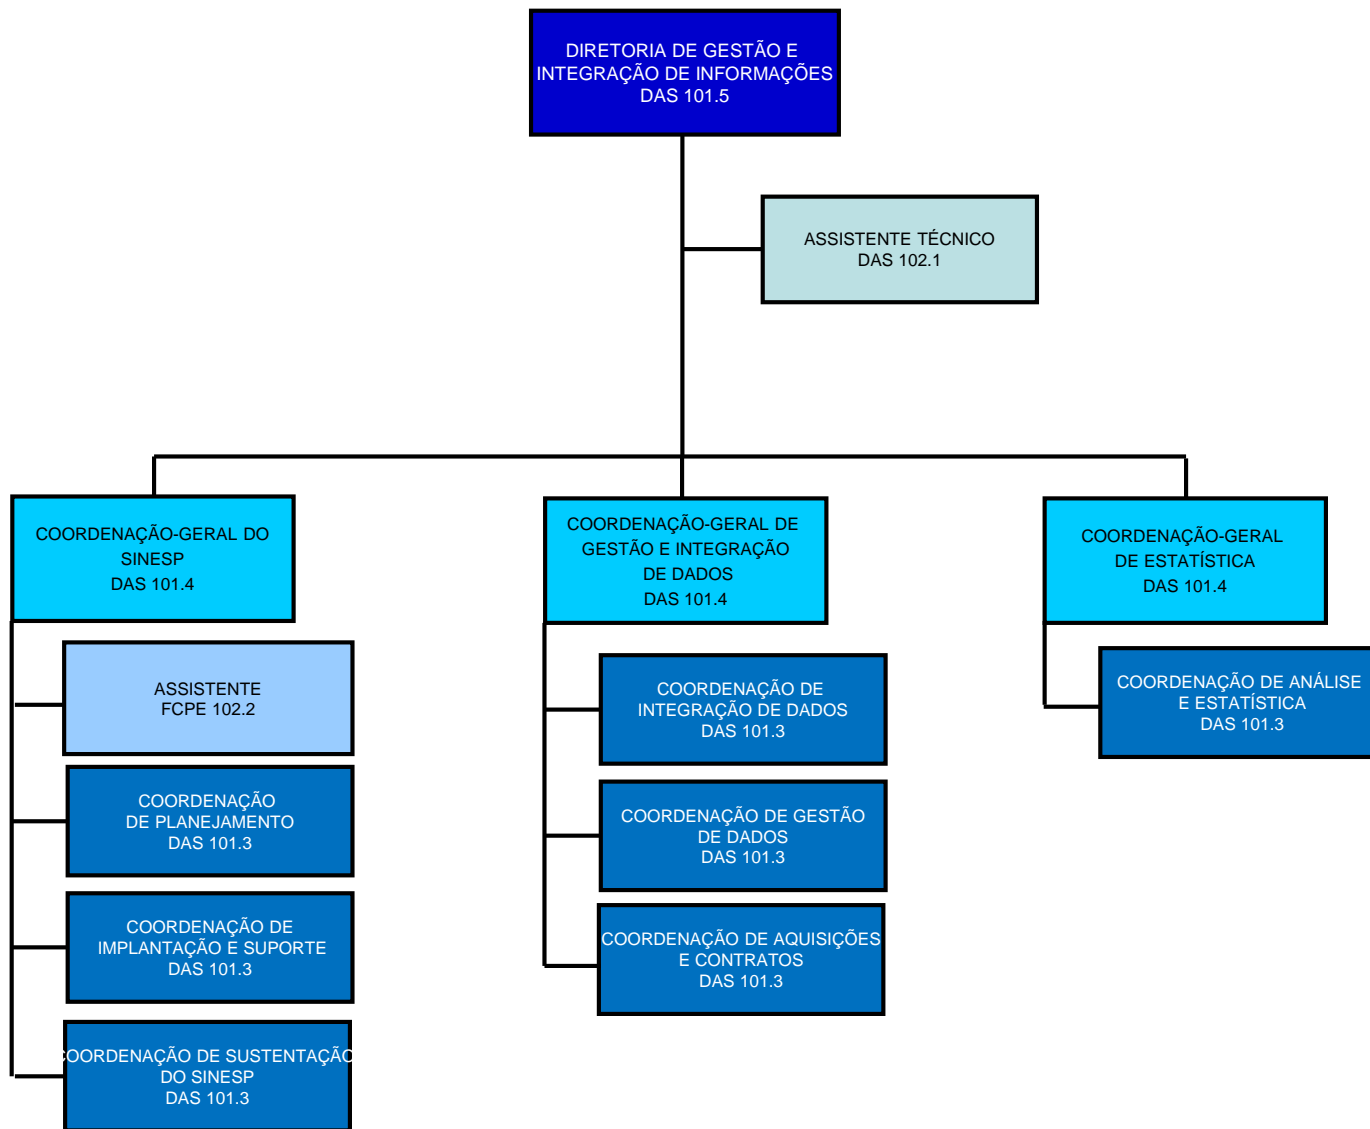 DIRETORIA DE GESTÃO E
INTEGRAÇÃO DE INFORMAÇÕES
DAS 101.5
ASSISTENTE TÉCNICO
DAS 102.1
COORDENAÇÃO-GERAL DO
SINESP
DAS 101.4
ASSISTENTE
FCPE 102.2
COORDENAÇÃO
DE PLANEJAMENTO
DAS 101.3
COORDENAÇÃO DE
IMPLANTAÇÃO E SUPORTE
DAS 101.3
COORDENAÇÃO DE SUSTENTAÇÃO
DO SINESP
DAS 101.3
COORDENAÇÃO-GERAL DE
GESTÃO E INTEGRAÇÃO
DE DADOS
DAS 101.4
COORDENAÇÃO DE
INTEGRAÇÃO DE DADOS
DAS 101.3
COORDENAÇÃO DE GESTÃO
DE DADOS
DAS 101.3
COORDENAÇÃO DE AQUISIÇÕES
E CONTRATOS
DAS 101.3
COORDENAÇÃO-GERAL
DE ESTATÍSTICA
DAS 101.4
COORDENAÇÃO DE ANÁLISE
E ESTATÍSTICA
DAS 101.3